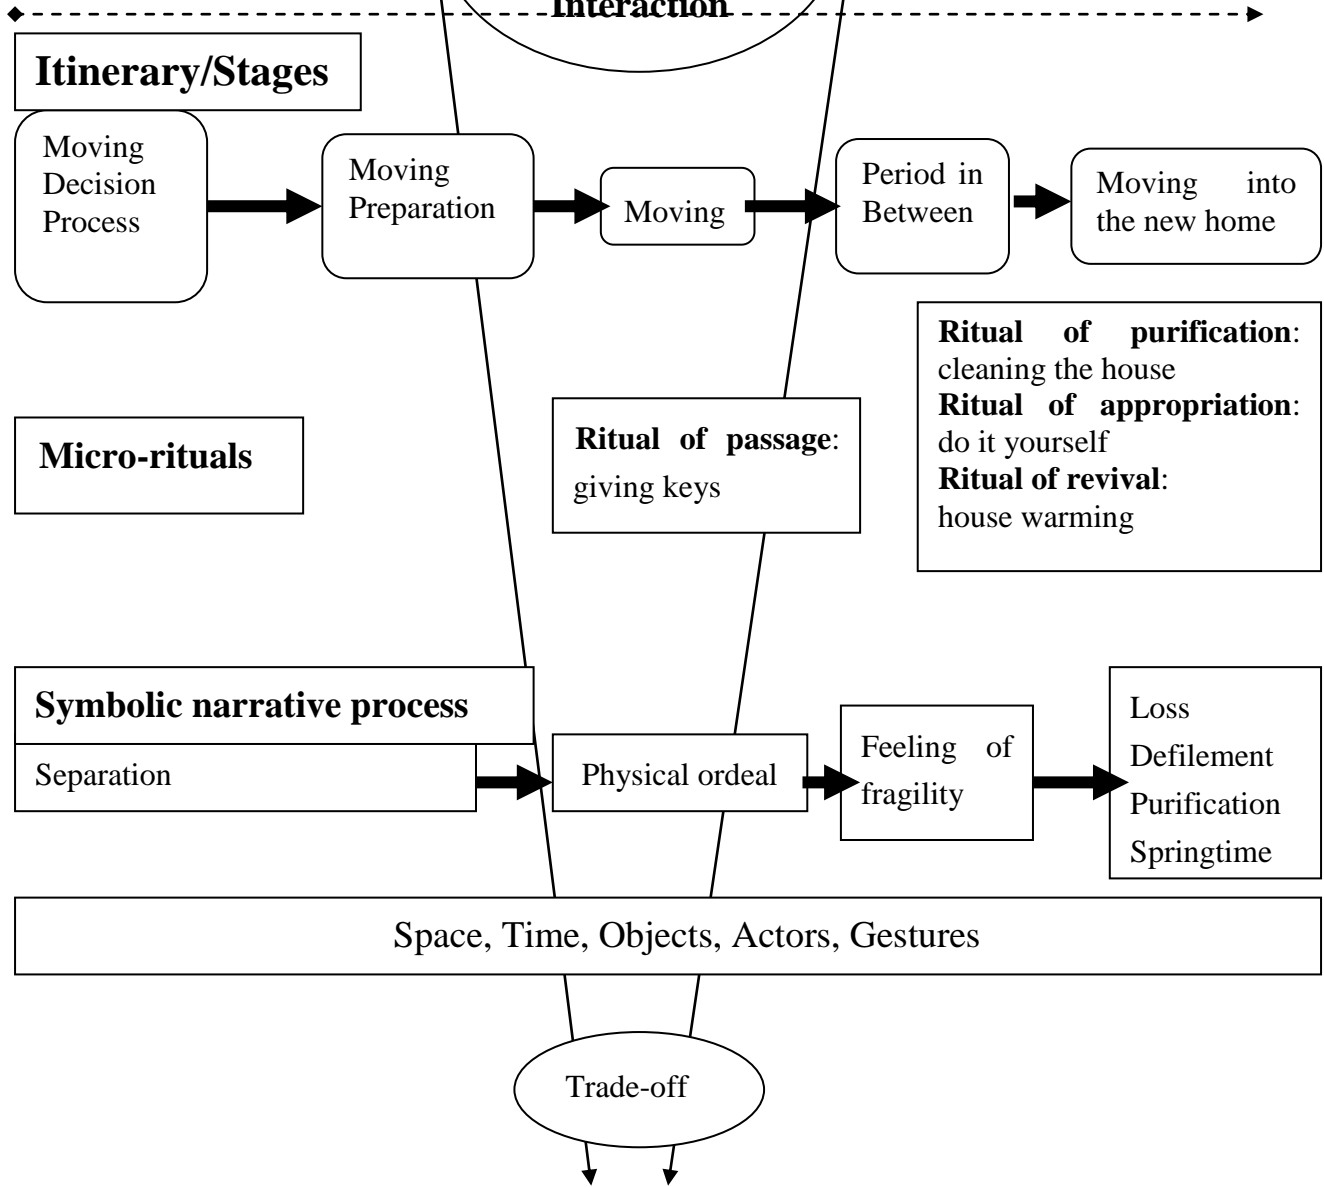 Interaction
Itinerary/Stages
Moving
Decision
Process
Moving
Preparation
Moving
Period in
Between
Moving into
the new home
Ritual of purification:
cleaning the house
Ritual of appropriation:
do it yourself
Ritual of revival:
house warming
Micro-rituals
Ritual of passage:
giving keys
Symbolic narrative process
Separation
Physical ordeal
Feeling of
fragility
Loss
Defilement
Purification
Springtime
Space, Time, Objects, Actors, Gestures
Trade-off